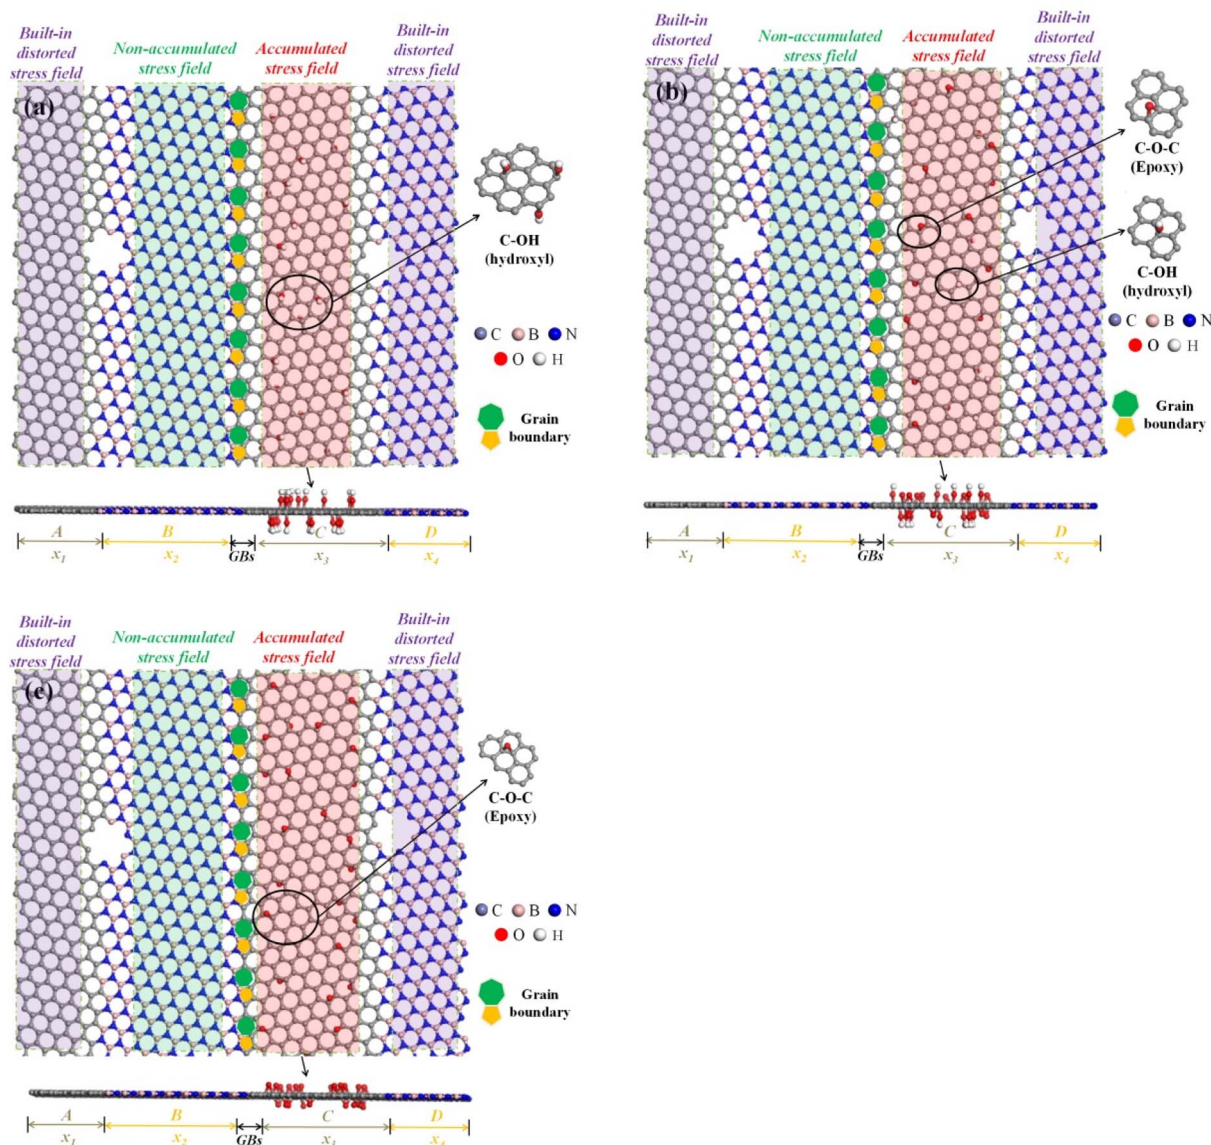 Built-in
distorted
stress field
Non-accumulated
stress field
Accumulated
stress field
Built-in
distorted
stress field
(a)
C-OH
(hydroxyl)
C B N
O H
Grain
boundary
A B C D
x1 x2 GBs x3 x4
Built-in
distorted
stress field
Non-accumulated
stress field
Accumulated
stress field
Built-in
distorted
stress field
(b)
C-O-C
(Epoxy)
C-OH
(hydroxyl)
C B N
O H
Grain
boundary
A B C D
x1 x2 GBs x3 x4
Built-in
distorted
stress field
Non-accumulated
stress field
Accumulated
stress field
Built-in
distorted
stress field
(c)
C-O-C
(Epoxy)
C B N
O H
Grain
boundary
A B C D
x1 x2 GBs x3 x4